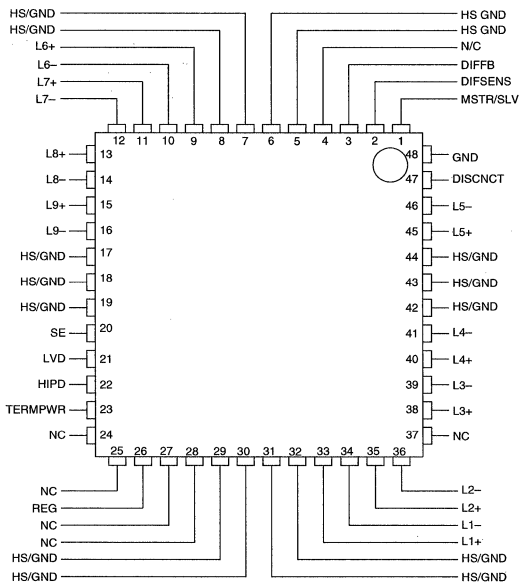 HS/GND HS GND
HS/GND HS GND
L6+ N/C
L6– DIFFB
L7+ DIFSENS
L7– MSTR/SLV
12 11 10 9 8 7 6 5 4 3 2 1
L8+ 13 48 GND
L8– 14 47 DISCNCT
L9+ 15 46 L5–
L9– 16 45 L5+
HS/GND 17 44 HS/GND
HS/GND 18 43 HS/GND
HS/GND 19 42 HS/GND
SE 20 41 L4–
LVD 21 40 L4+
HIPD 22 39 L3–
TERMPWR 23 38 L3+
NC 24 37 NC
25 26 27 28 29 30 31 32 33 34 35 36
NC L2–
REG L2+
NC L1–
NC L1+
HS/GND HS/GND
HS/GND HS/GND